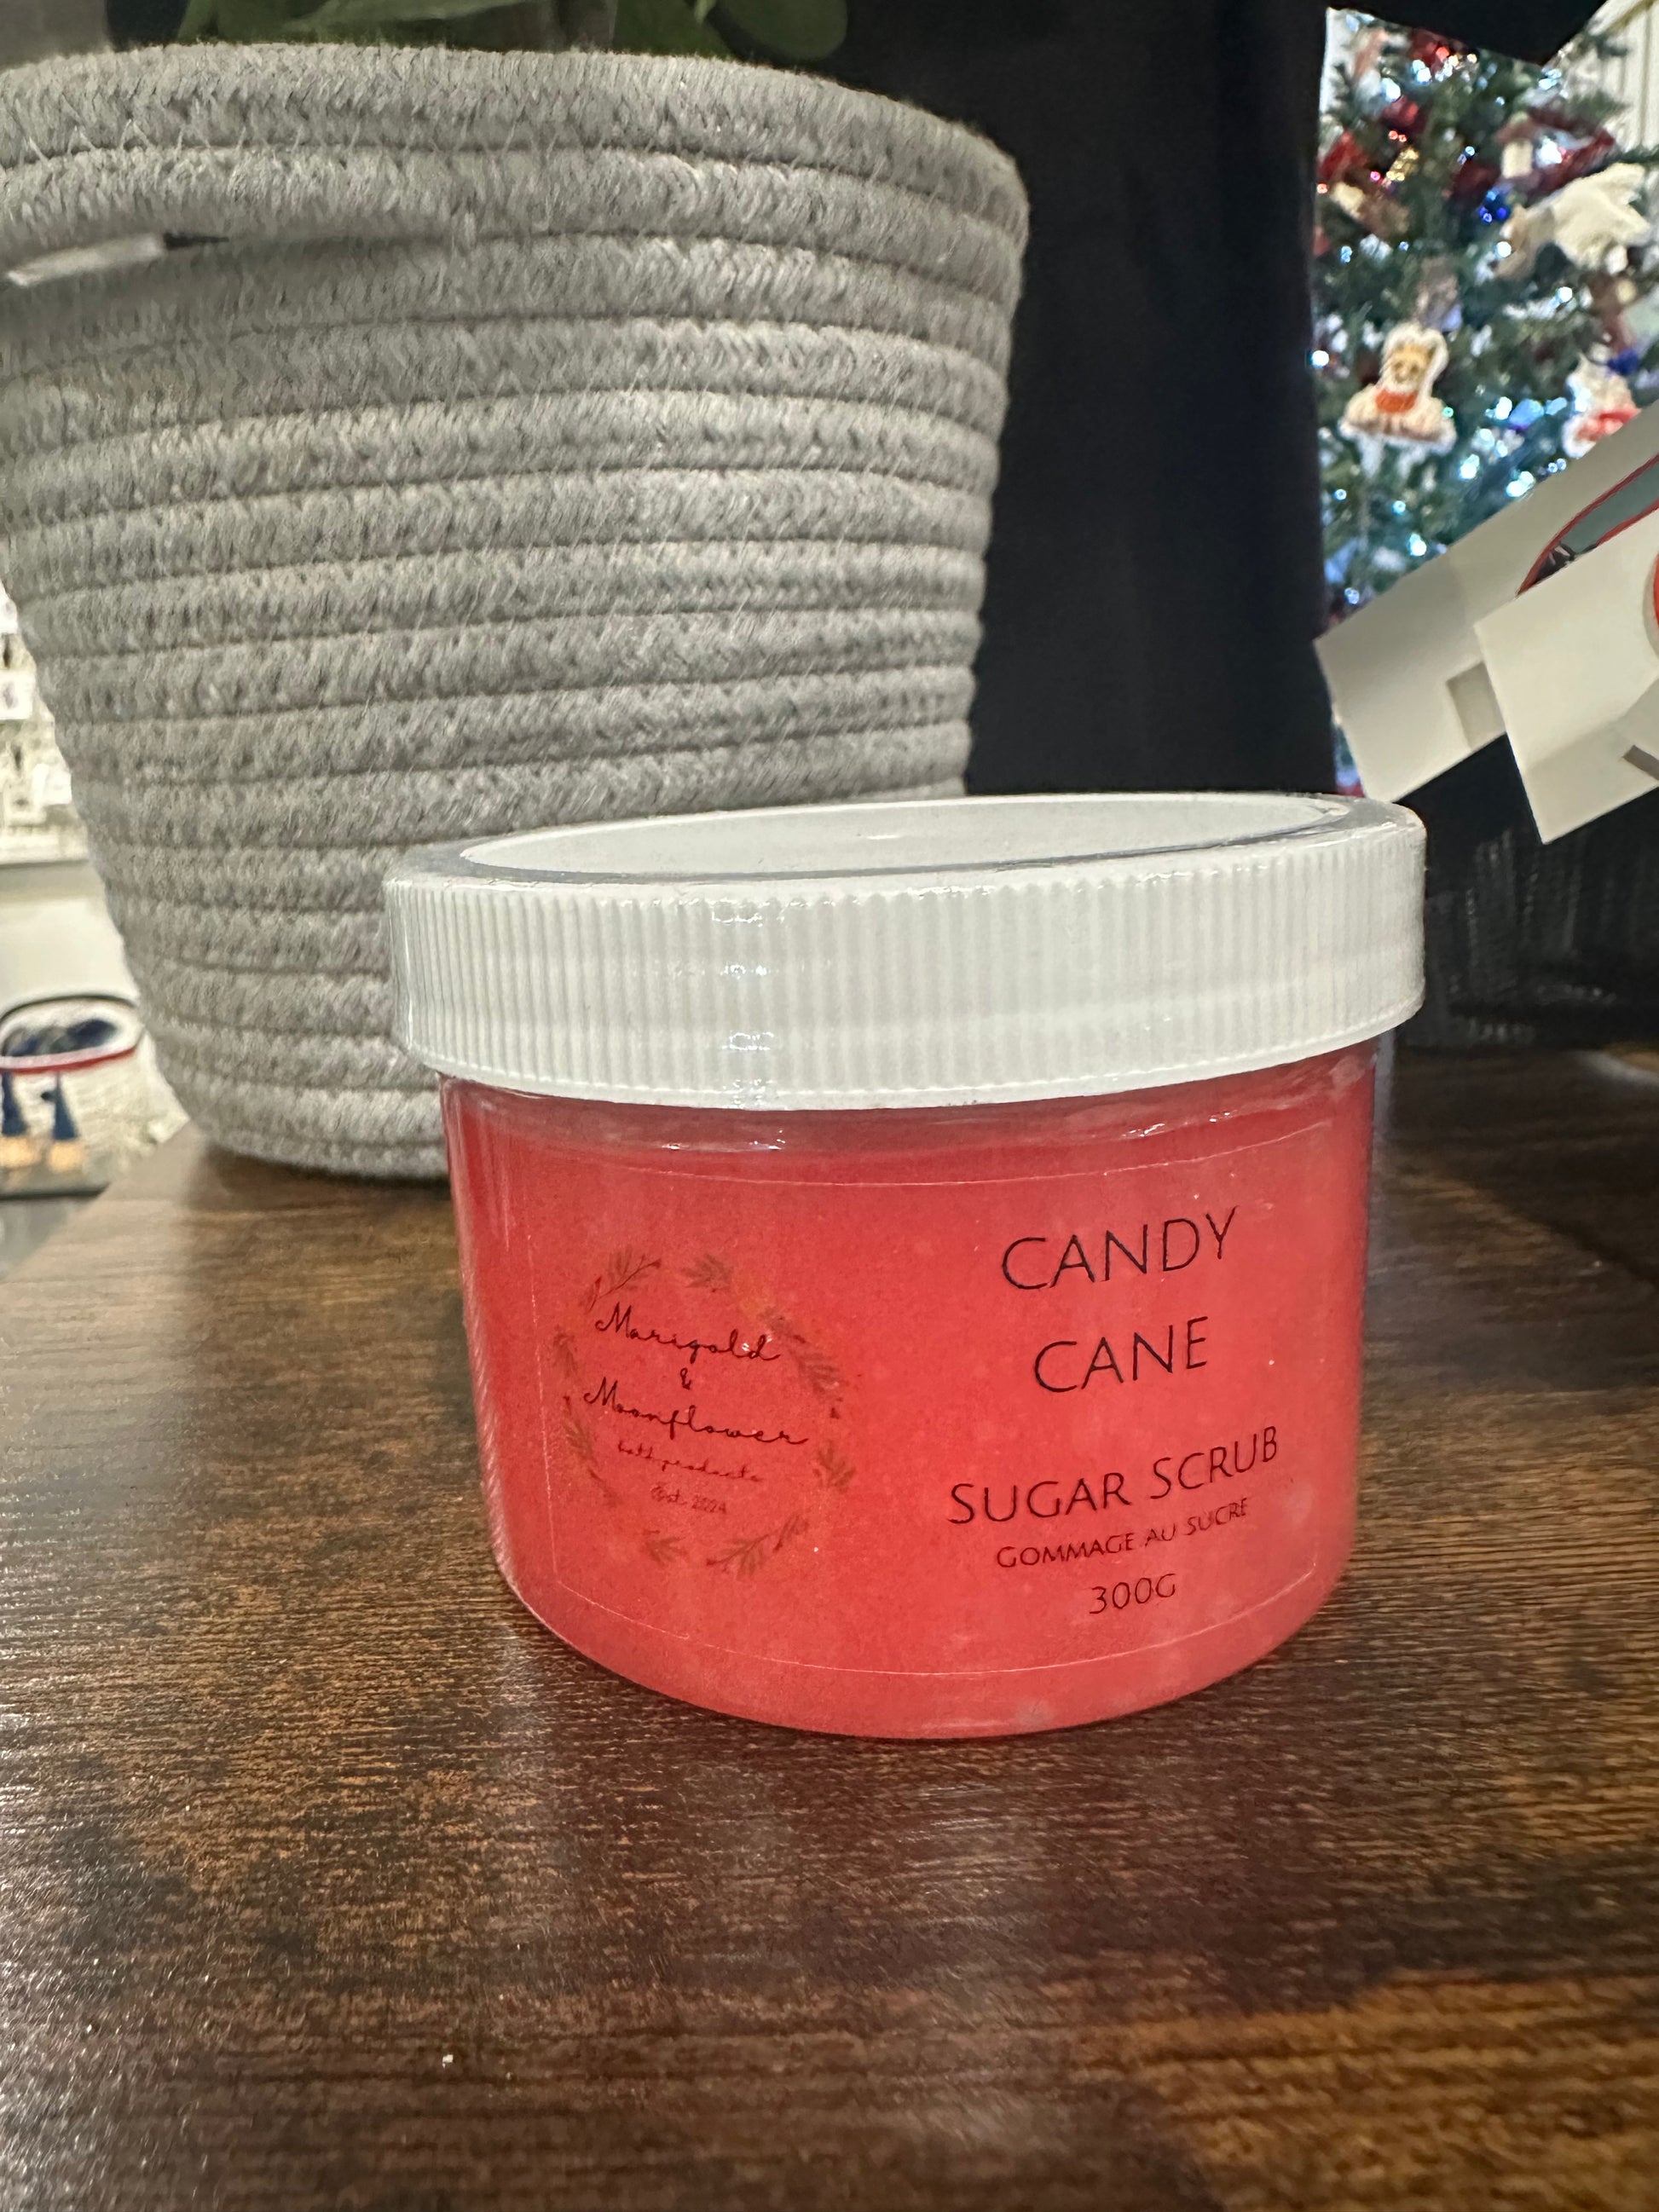 Marigold
&
Moonflower
bath products
Est. 2024
CANDY
CANE
SUGAR SCRUB
GOMMAGE AU SUCRE
300G